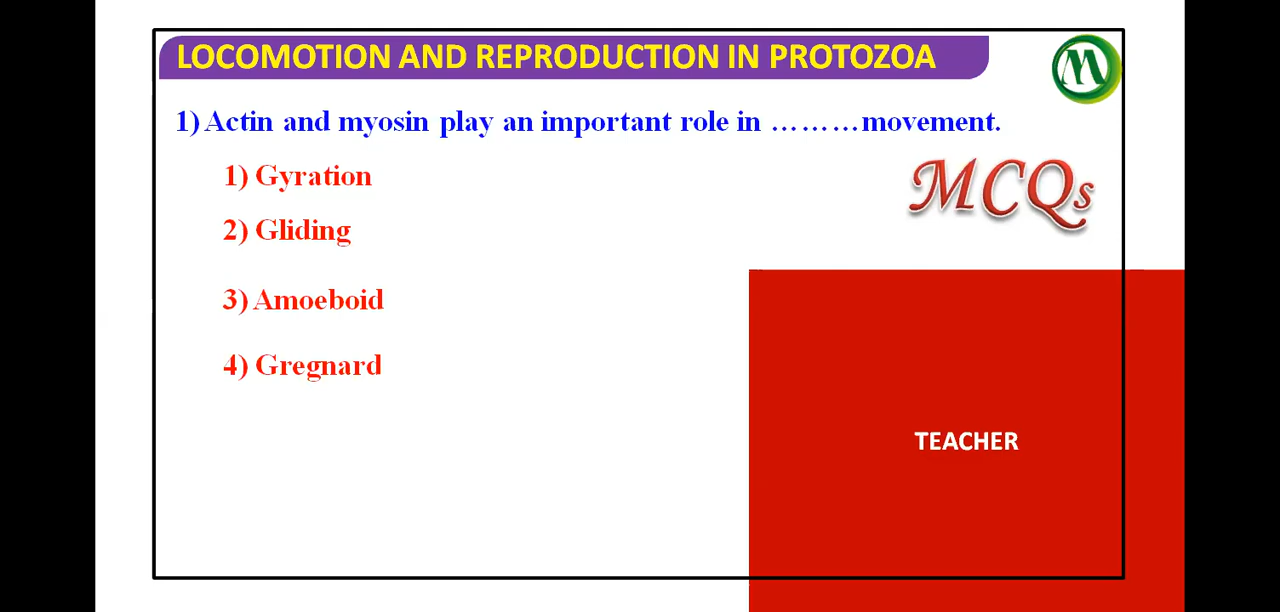 LOCOMOTION AND REPRODUCTION IN PROTOZOA
M
1) Actin and myosin play an important role in ………movement.
1) Gyration
MCQs
2) Gliding
3) Amoeboid
4) Gregnard
TEACHER